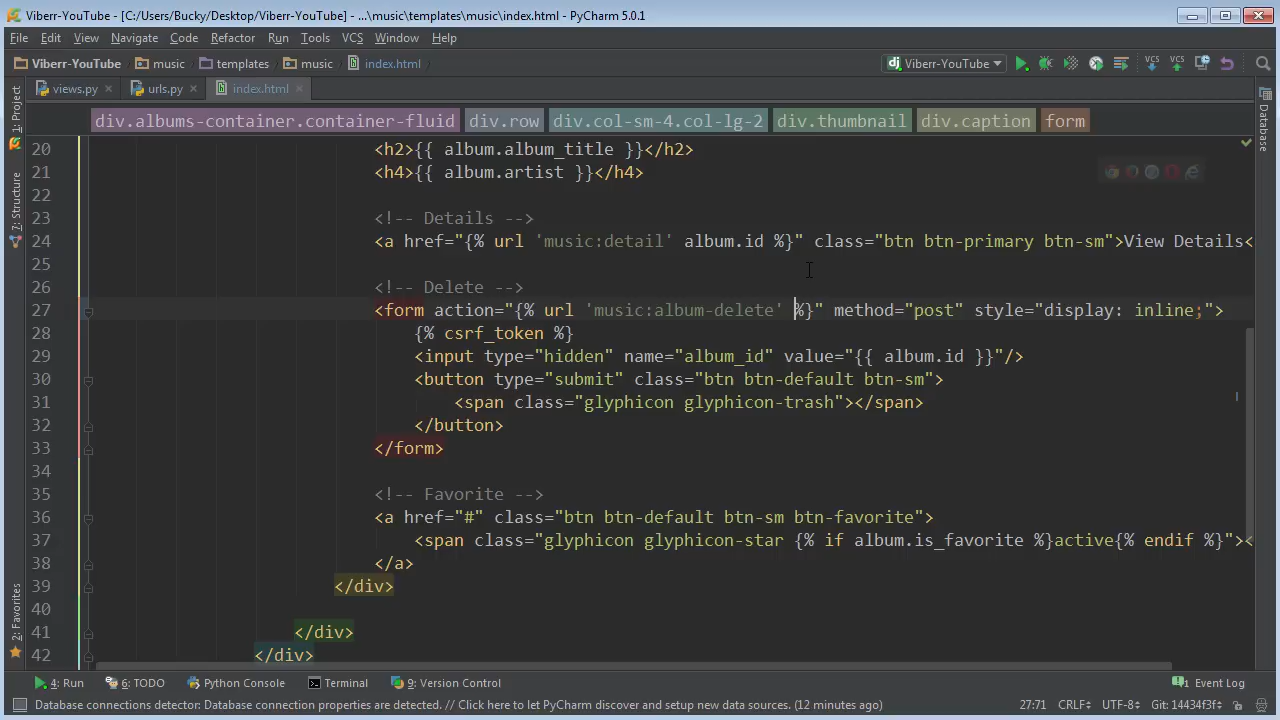 Viberr-YouTube - [C:/Users/Bucky/Desktop/Viberr-YouTube] - ...\music\templates\music\index.html - PyCharm 5.0.1
File Edit View Navigate Code Refactor Run Tools VCS Window Help
Viberr-YouTube music templates music index.html Viberr-YouTube VCS VCS
views.py urls.py index.html
div.albums-container.container-fluid div.row div.col-sm-4.col-lg-2 div.thumbnail div.caption form
1: Project
7: Structure
2: Favorites
Database
20 <h2>{{ album.album_title }}</h2>
21 <h4>{{ album.artist }}</h4>
22
23 <!-- Details -->
24 <a href="{% url 'music:detail' album.id %}" class="btn btn-primary btn-sm">View Details<
25
26 <!-- Delete -->
27 <form action="{% url 'music:album-delete' %}" method="post" style="display: inline;">
28 {% csrf_token %}
29 <input type="hidden" name="album_id" value="{{ album.id }}"/>
30 <button type="submit" class="btn btn-default btn-sm">
31 <span class="glyphicon glyphicon-trash"></span>
32 </button>
33 </form>
34
35 <!-- Favorite -->
36 <a href="#" class="btn btn-default btn-sm btn-favorite">
37 <span class="glyphicon glyphicon-star {% if album.is_favorite %}active{% endif %}"><
38 </a>
39 </div>
40
41 </div>
42 </div>
4: Run 6: TODO Python Console Terminal 9: Version Control 1 Event Log
Database connections detector: Database connection properties are detected. // Click here to let PyCharm discover and setup new data sources. (12 minutes ago) 27:71 CRLF÷ UTF-8÷ Git: 14434f3f÷